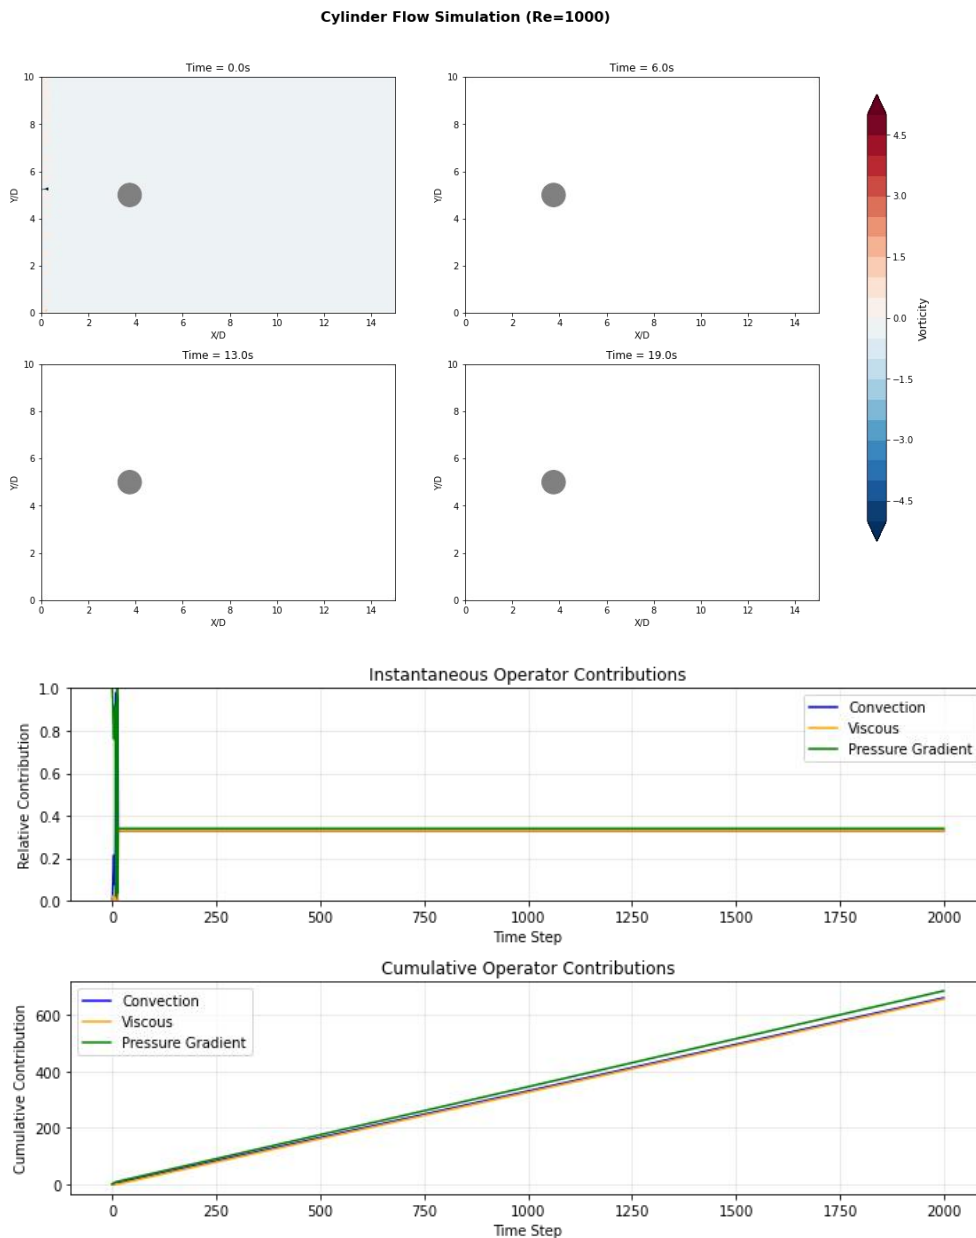 Cylinder Flow Simulation (Re=1000)
Time = 0.0s
10
8
6
4
2
0
Y/D
0 2 4 6 8 10 12 14
X/D
Time = 6.0s
10
8
6
4
2
0
Y/D
0 2 4 6 8 10 12 14
X/D
Time = 13.0s
10
8
6
4
2
0
Y/D
0 2 4 6 8 10 12 14
X/D
Time = 19.0s
10
8
6
4
2
0
Y/D
0 2 4 6 8 10 12 14
X/D
4.5
3.0
1.5
0.0
−1.5
−3.0
−4.5
Vorticity
Instantaneous Operator Contributions
1.0
0.8
0.6
0.4
0.2
0.0
Relative Contribution
Convection
Viscous
Pressure Gradient
0 250 500 750 1000 1250 1500 1750 2000
Time Step
Cumulative Operator Contributions
600
400
200
0
Cumulative Contribution
Convection
Viscous
Pressure Gradient
0 250 500 750 1000 1250 1500 1750 2000
Time Step